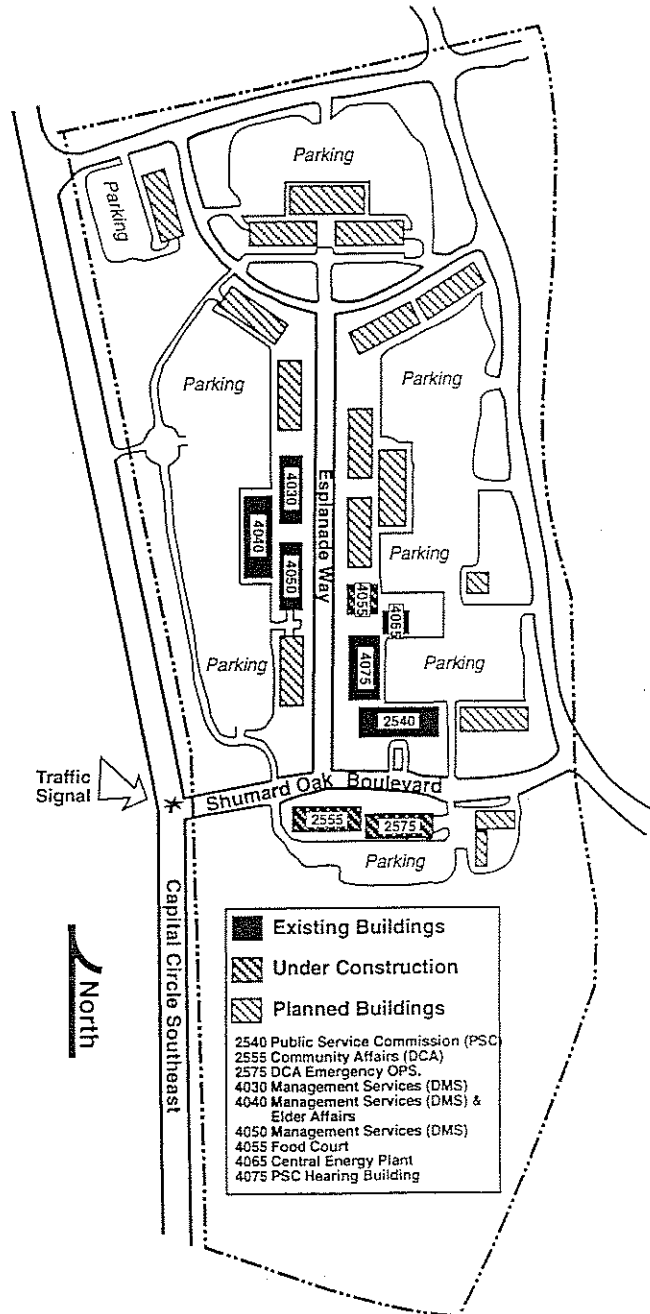 Parking
Parking
Parking
Parking
Esplanade Way
4030
4040
4050
Parking
4055
4065
4075
Parking
Parking
2540
Traffic
Signal
Shumard Oak Boulevard
2555
2575
Parking
Capital Circle Southeast
North
Existing Buildings
Under Construction
Planned Buildings
2540 Public Service Commission (PSC)
2555 Community Affairs (DCA)
2575 DCA Emergency OPS.
4030 Management Services (DMS)
4040 Management Services (DMS) &
Elder Affairs
4050 Management Services (DMS)
4055 Food Court
4065 Central Energy Plant
4075 PSC Hearing Building